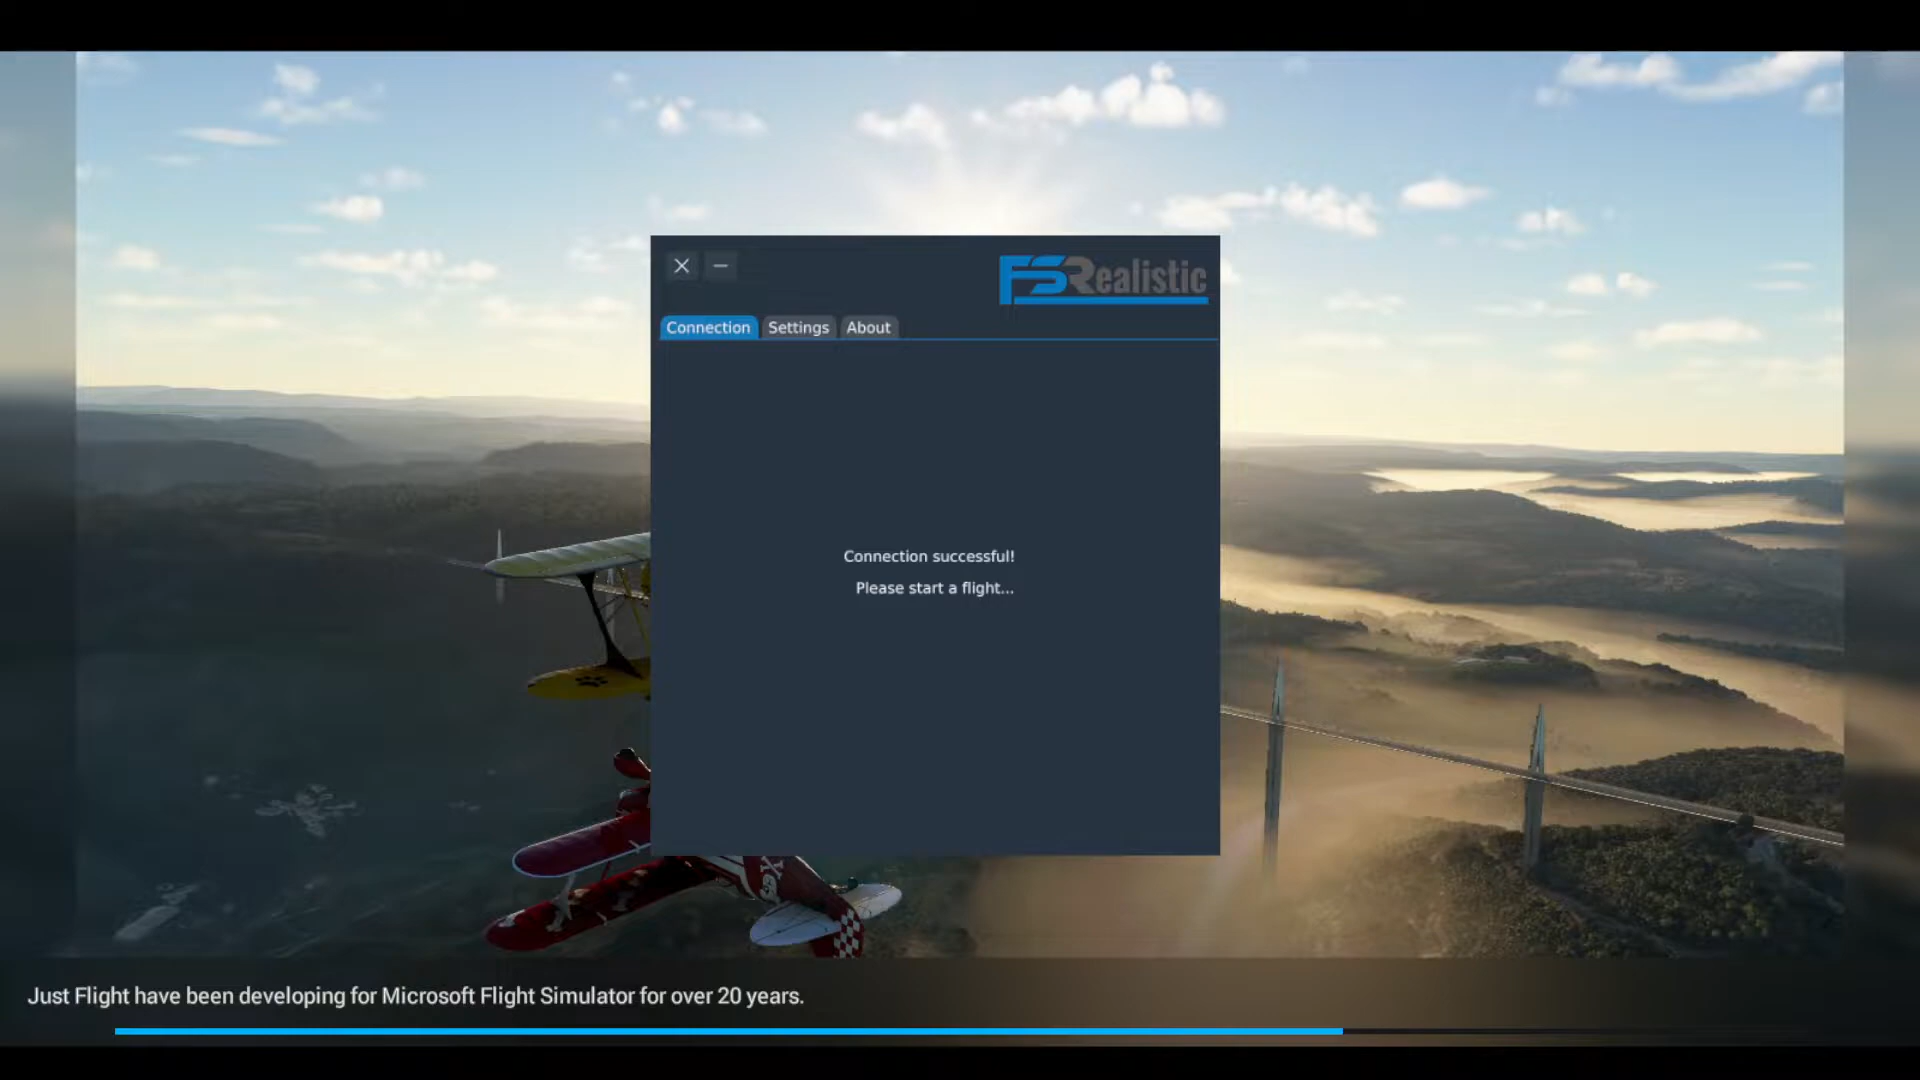 FSRealistic
Connection Settings About
Connection successful!
Please start a flight...
Just Flight have been developing for Microsoft Flight Simulator for over 20 years.